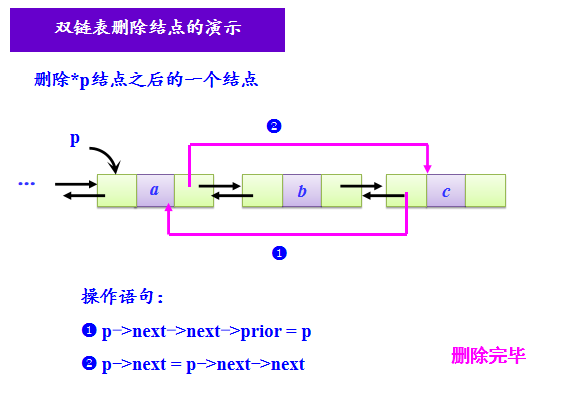 双链表删除结点的演示
删除*p结点之后的一个结点
❷
p
... a b c
❶
操作语句：
❶ p->next->next->prior = p
❷ p->next = p->next->next
删除完毕